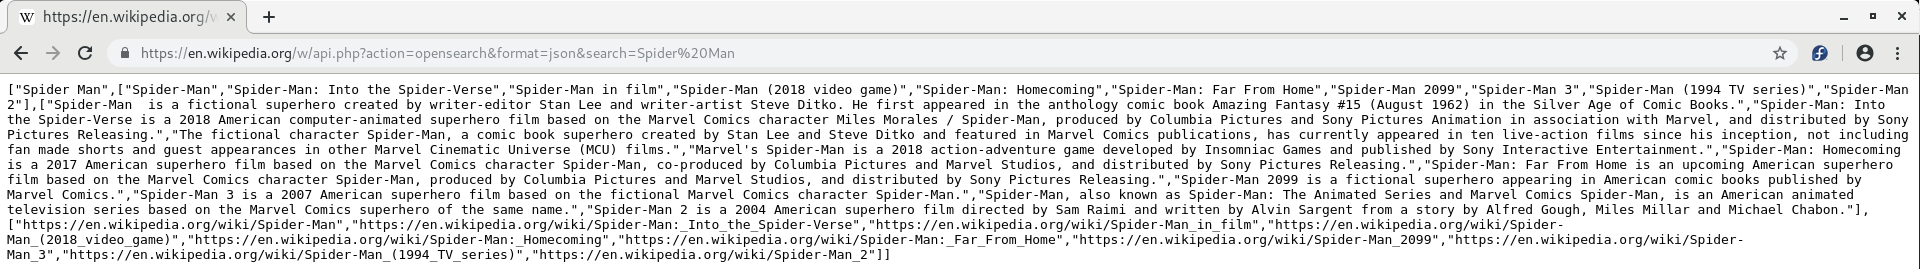 https://en.wikipedia.org/w
https://en.wikipedia.org/w/api.php?action=opensearch&format=json&search=Spider%20Man
["Spider Man",["Spider-Man","Spider-Man: Into the Spider-Verse","Spider-Man in film","Spider-Man (2018 video game)","Spider-Man: Homecoming","Spider-Man: Far From Home","Spider-Man 2099","Spider-Man 3","Spider-Man (1994 TV series)","Spider-Man
2"],["Spider-Man  is a fictional superhero created by writer-editor Stan Lee and writer-artist Steve Ditko. He first appeared in the anthology comic book Amazing Fantasy #15 (August 1962) in the Silver Age of Comic Books.","Spider-Man: Into
the Spider-Verse is a 2018 American computer-animated superhero film based on the Marvel Comics character Miles Morales / Spider-Man, produced by Columbia Pictures and Sony Pictures Animation in association with Marvel, and distributed by Sony
Pictures Releasing.","The fictional character Spider-Man, a comic book superhero created by Stan Lee and Steve Ditko and featured in Marvel Comics publications, has currently appeared in ten live-action films since his inception, not including
fan made shorts and guest appearances in other Marvel Cinematic Universe (MCU) films.","Marvel's Spider-Man is a 2018 action-adventure game developed by Insomniac Games and published by Sony Interactive Entertainment.","Spider-Man: Homecoming
is a 2017 American superhero film based on the Marvel Comics character Spider-Man, co-produced by Columbia Pictures and Marvel Studios, and distributed by Sony Pictures Releasing.","Spider-Man: Far From Home is an upcoming American superhero
film based on the Marvel Comics character Spider-Man, produced by Columbia Pictures and Marvel Studios, and distributed by Sony Pictures Releasing.","Spider-Man 2099 is a fictional superhero appearing in American comic books published by
Marvel Comics.","Spider-Man 3 is a 2007 American superhero film based on the fictional Marvel Comics character Spider-Man.","Spider-Man, also known as Spider-Man: The Animated Series and Marvel Comics Spider-Man, is an American animated
television series based on the Marvel Comics superhero of the same name.","Spider-Man 2 is a 2004 American superhero film directed by Sam Raimi and written by Alvin Sargent from a story by Alfred Gough, Miles Millar and Michael Chabon."],
["https://en.wikipedia.org/wiki/Spider-Man","https://en.wikipedia.org/wiki/Spider-Man:_Into_the_Spider-Verse","https://en.wikipedia.org/wiki/Spider-Man_in_film","https://en.wikipedia.org/wiki/Spider-
Man_(2018_video_game)","https://en.wikipedia.org/wiki/Spider-Man:_Homecoming","https://en.wikipedia.org/wiki/Spider-Man:_Far_From_Home","https://en.wikipedia.org/wiki/Spider-Man_2099","https://en.wikipedia.org/wiki/Spider-
Man_3","https://en.wikipedia.org/wiki/Spider-Man_(1994_TV_series)","https://en.wikipedia.org/wiki/Spider-Man_2"]]